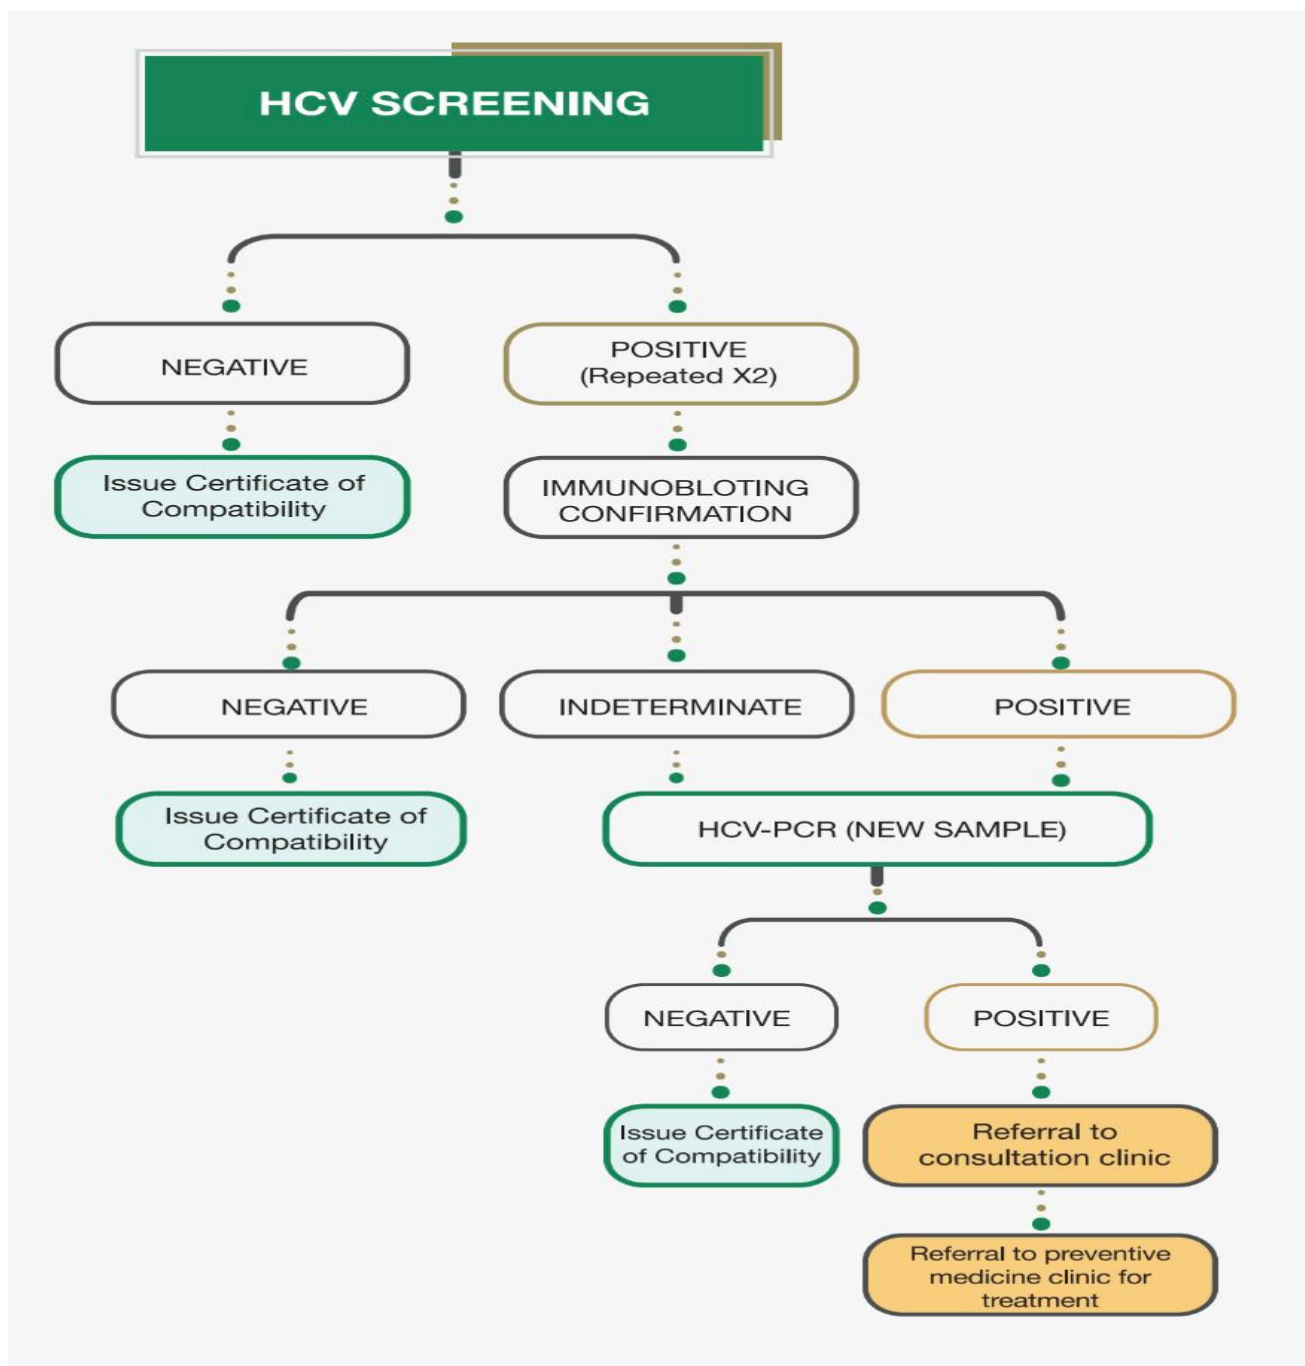 HCV SCREENING
NEGATIVE
POSITIVE
(Repeated X2)
Issue Certificate of
Compatibility
IMMUNOBLOTING
CONFIRMATION
NEGATIVE
INDETERMINATE
POSITIVE
Issue Certificate of
Compatibility
HCV-PCR (NEW SAMPLE)
NEGATIVE
POSITIVE
Issue Certificate
of Compatibility
Referral to
consultation clinic
Referral to preventive
medicine clinic for
treatment